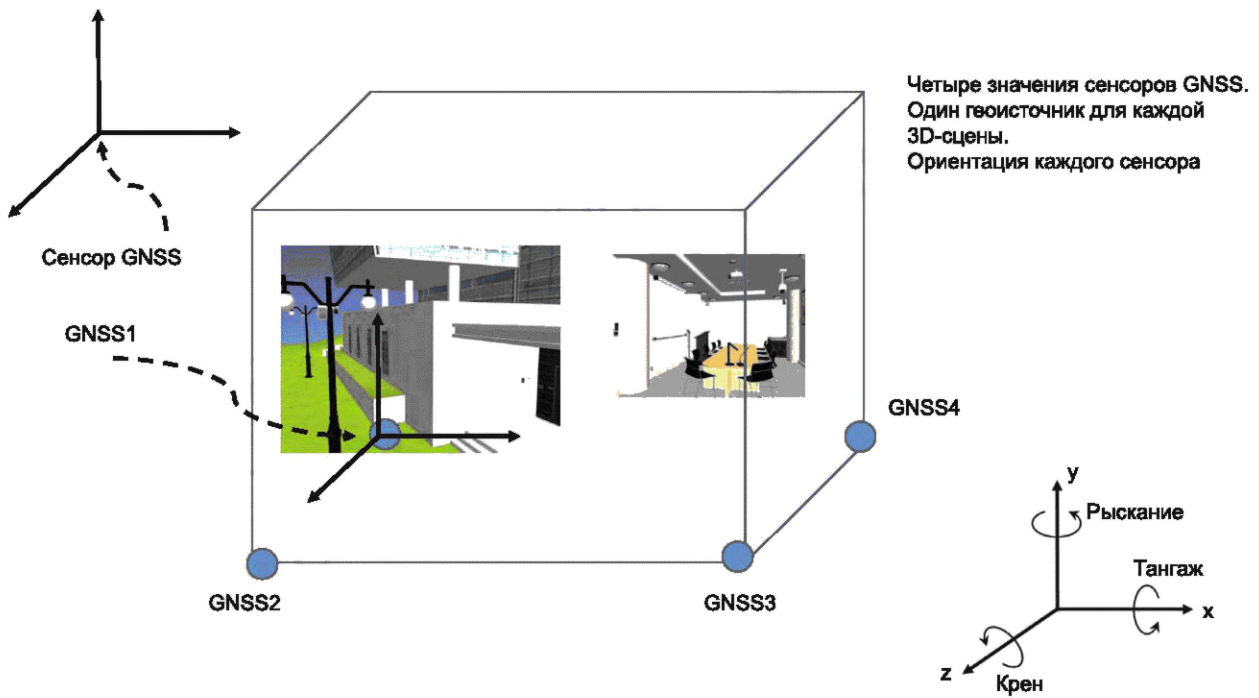 Четыре значения сенсоров GNSS.
Один геоисточник для каждой
3D-сцены.
Ориентация каждого сенсора
Сенсор GNSS
GNSS1
GNSS4
GNSS2
GNSS3
y
Рыскание
Тангаж
x
z
Крен